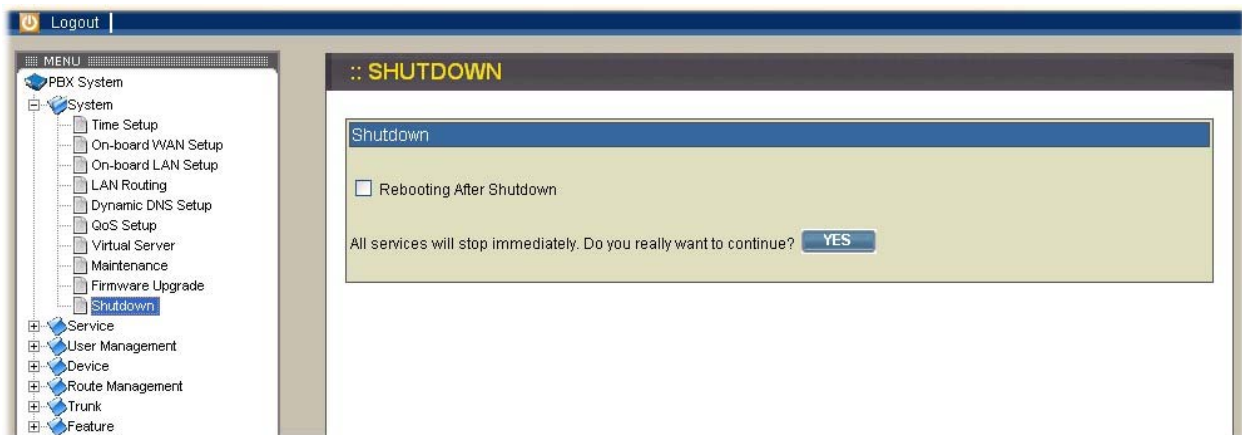 Logout
MENU
PBX System
System
Time Setup
On-board WAN Setup
On-board LAN Setup
LAN Routing
Dynamic DNS Setup
QoS Setup
Virtual Server
Maintenance
Firmware Upgrade
Shutdown
Service
User Management
Device
Route Management
Trunk
Feature
:: SHUTDOWN
Shutdown
Rebooting After Shutdown
All services will stop immediately. Do you really want to continue? YES